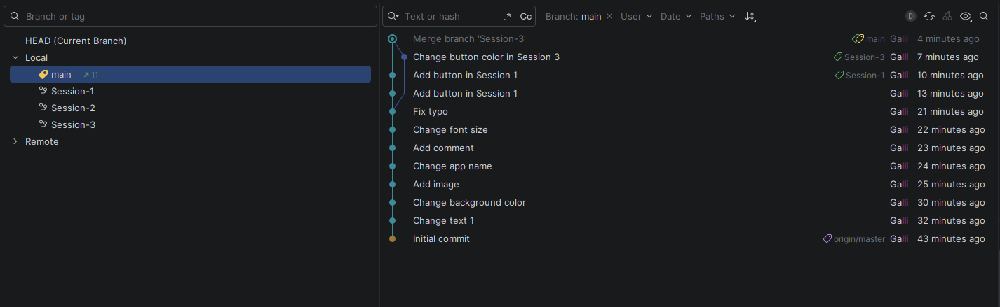 Branch or tag
HEAD (Current Branch)
Local
main 11
Session-1
Session-2
Session-3
Remote
Text or hash .* Cc Branch: main × User Date Paths
Merge branch 'Session-3' main Galli 4 minutes ago
Change button color in Session 3 Session-3 Galli 7 minutes ago
Add button in Session 1 Session-1 Galli 10 minutes ago
Add button in Session 1 Galli 13 minutes ago
Fix typo Galli 21 minutes ago
Change font size Galli 22 minutes ago
Add comment Galli 23 minutes ago
Change app name Galli 24 minutes ago
Add image Galli 25 minutes ago
Change background color Galli 30 minutes ago
Change text 1 Galli 32 minutes ago
Initial commit origin/master Galli 43 minutes ago